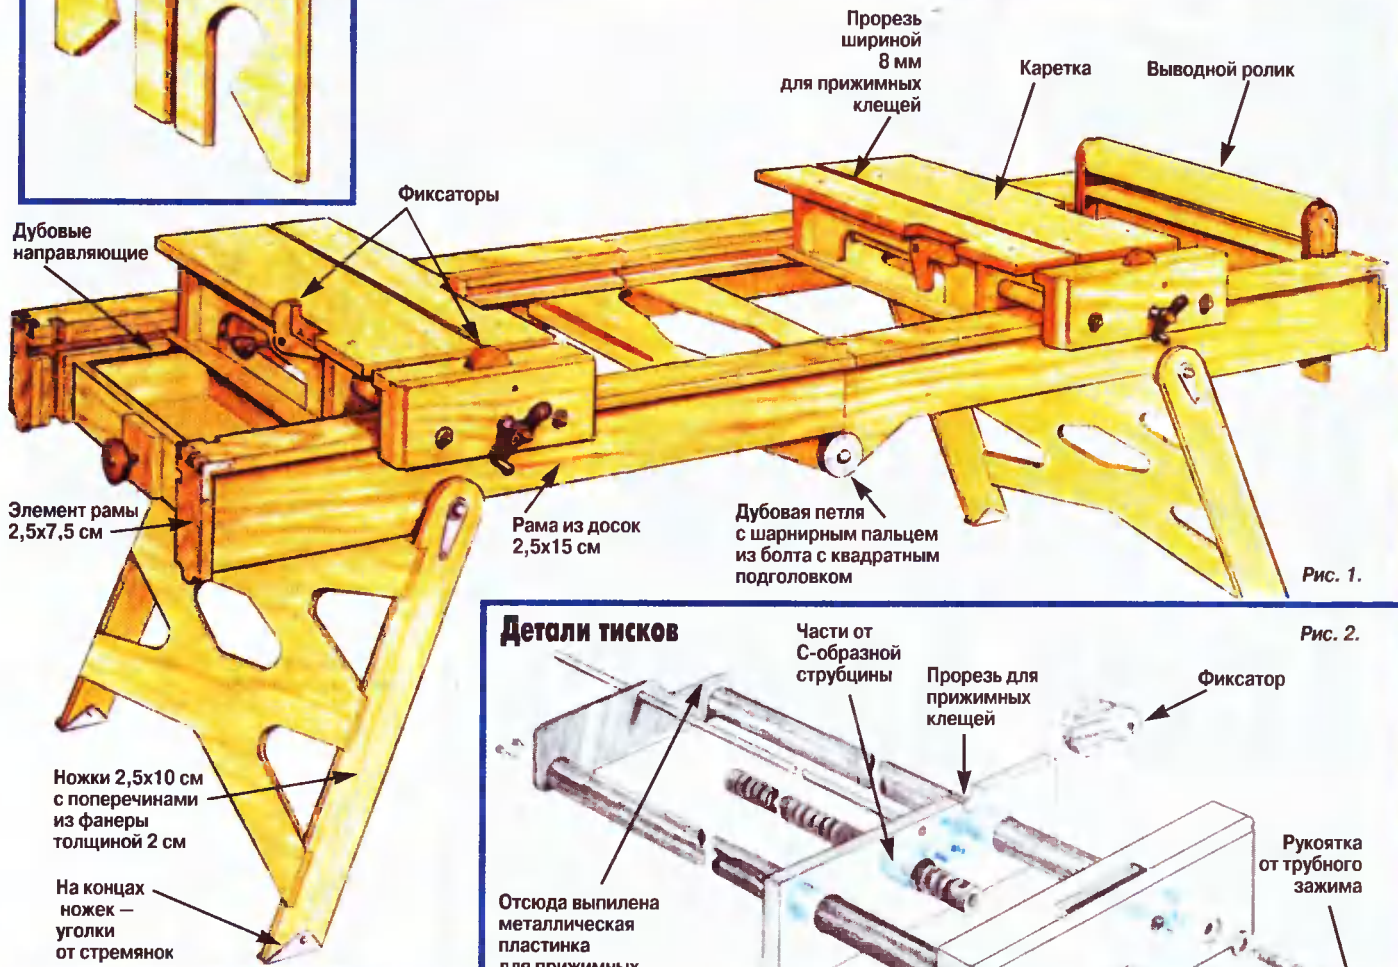 Прорезь
шириной
8 мм
для прижимных
клещей
Каретка
Выводной ролик
Фиксаторы
Дубовые
направляющие
Элемент рамы
2,5х7,5 см
Рама из досок
2,5х15 см
Дубовая петля
с шарнирным пальцем
из болта с квадратным
подголовком
Рис. 1.
Ножки 2,5х10 см
с поперечинами
из фанеры
толщиной 2 см
На концах
ножек –
уголки
от стремянок
Детали тисков
Рис. 2.
Части от
С-образной
струбцины
Прорезь для
прижимных
клещей
Фиксатор
Рукоятка
от трубного
зажима
Отсюда выпилена
металлическая
пластинка
для прижимных